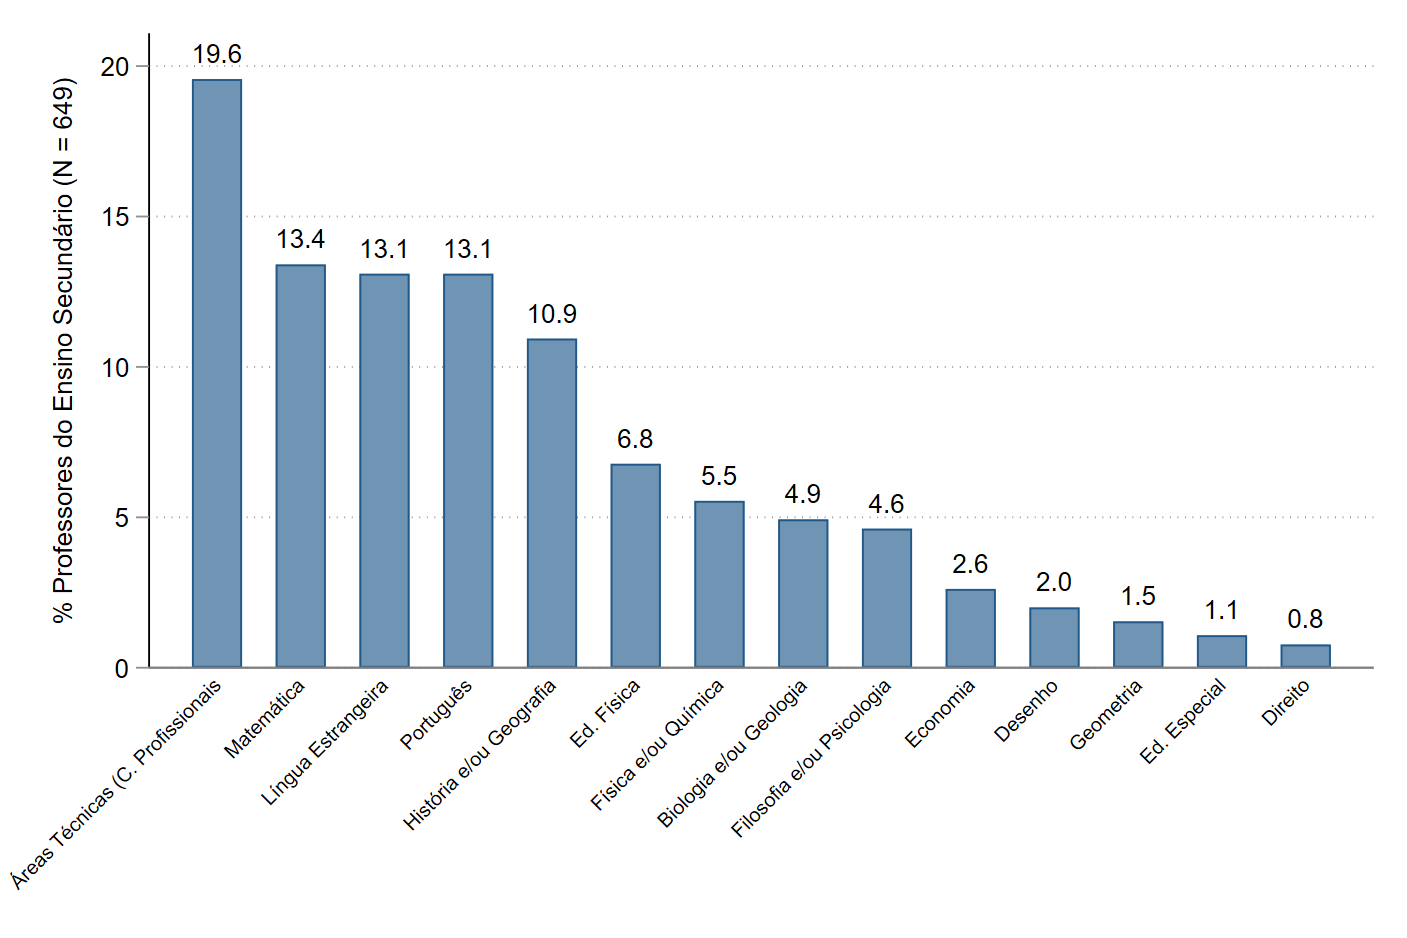 % Professores do Ensino Secundário (N = 649)
20
15
10
5
0
19.6
13.4
13.1
13.1
10.9
6.8
5.5
4.9
4.6
2.6
2.0
1.5
1.1
0.8
Áreas Técnicas (C. Profissionais
Matemática
Língua Estrangeira
Português
História e/ou Geografia
Ed. Física
Física e/ou Química
Biologia e/ou Geologia
Filosofia e/ou Psicologia
Economia
Desenho
Geometria
Ed. Especial
Direito